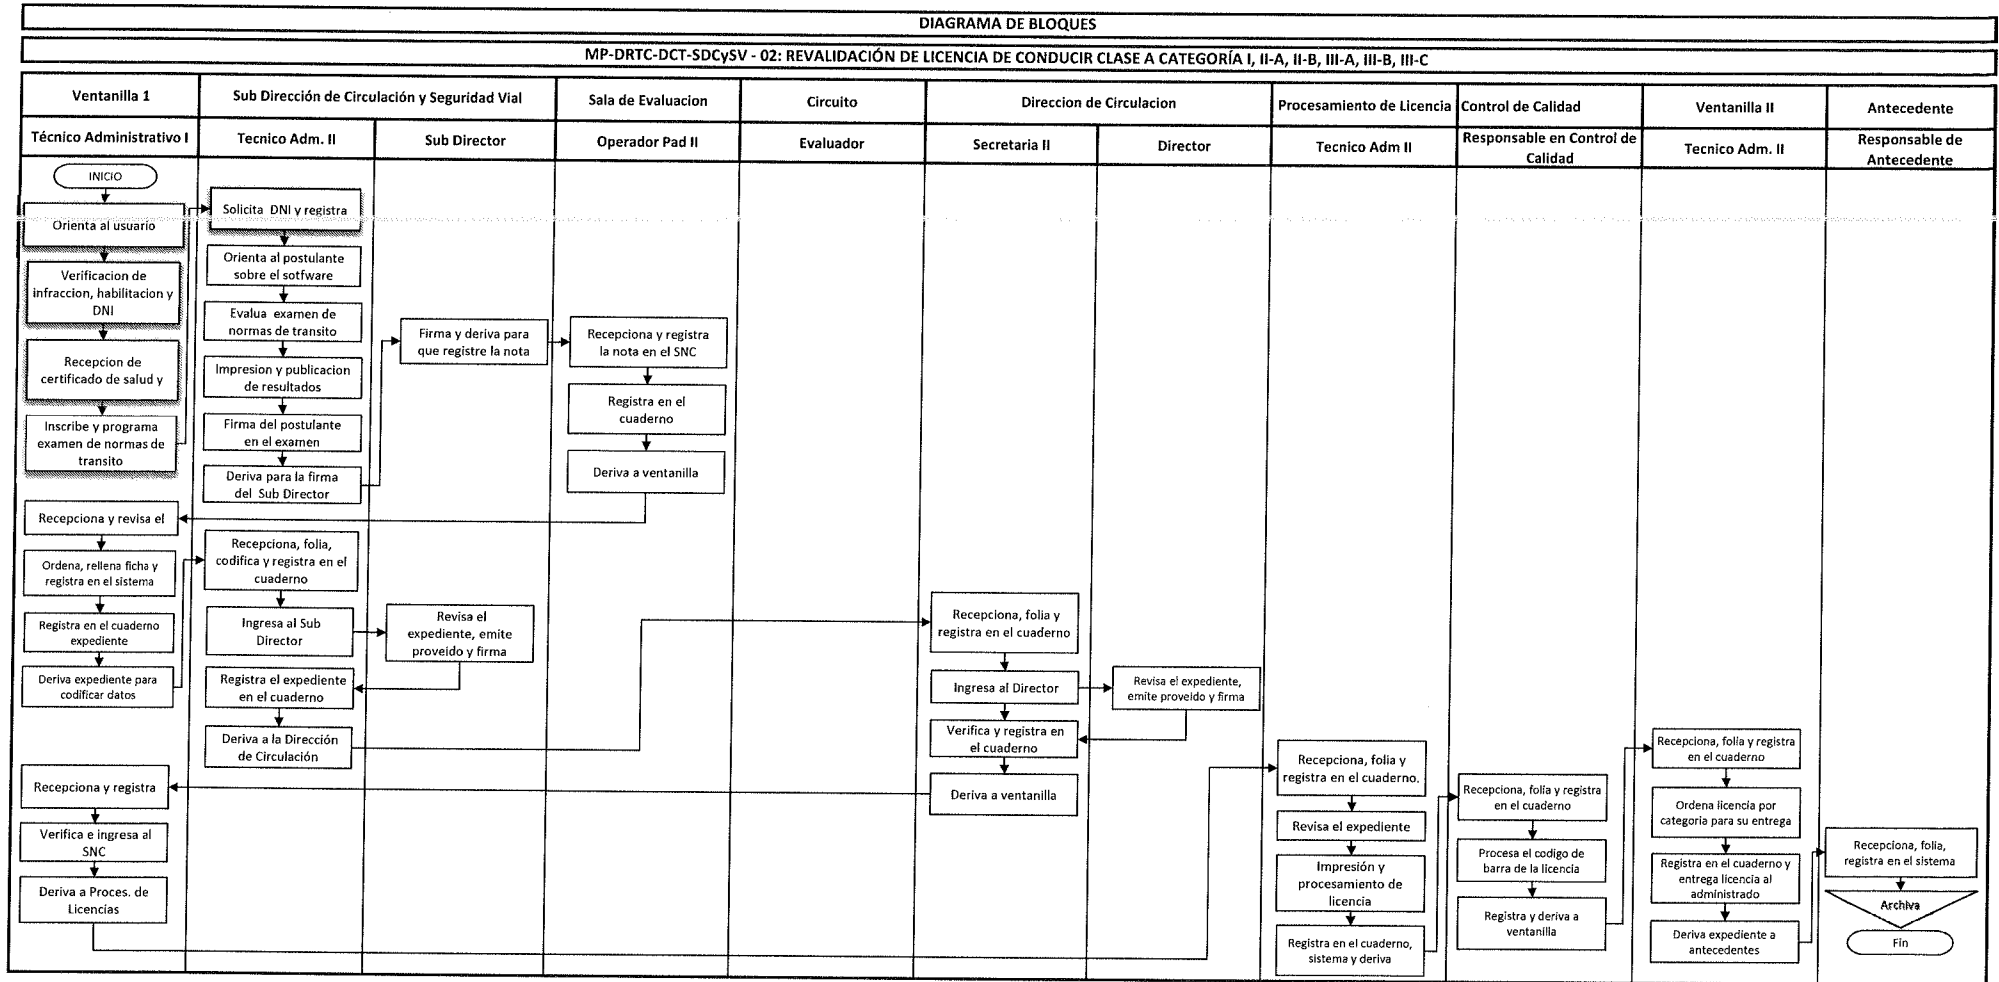 DIAGRAMA DE BLOQUES
MP-DRTC-DCT-SDCySV - 02: REVALIDACIÓN DE LICENCIA DE CONDUCIR CLASE A CATEGORÍA I, II-A, II-B, III-A, III-B, III-C
Ventanilla 1
Sub Dirección de Circulación y Seguridad Vial
Sala de Evaluacion
Circuito
Direccion de Circulacion
Procesamiento de Licencia
Control de Calidad
Ventanilla II
Antecedente
Técnico Administrativo I
Tecnico Adm. II
Sub Director
Operador Pad II
Evaluador
Secretaria II
Director
Tecnico Adm II
Responsable en Control de
Calidad
Tecnico Adm. II
Responsable de
Antecedente
INICIO
Orienta al usuario
Verificacion de
infraccion, habilitacion y
DNI
Recepcion de
certificado de salud y
Inscribe y programa
examen de normas de
transito
Solicita DNI y registra
Orienta al postulante
sobre el sotfware
Evalua examen de
normas de transito
Impresion y publicacion
de resultados
Firma del postulante
en el examen
Deriva para la firma
del Sub Director
Firma y deriva para
que registre la nota
Recepciona y registra
la nota en el SNC
Registra en el
cuaderno
Deriva a ventanilla
Recepciona y revisa el
Ordena, rellena ficha y
registra en el sistema
Registra en el cuaderno
expediente
Deriva expediente para
codificar datos
Recepciona, folia,
codifica y registra en el
cuaderno
Ingresa al Sub
Director
Revisa el
expediente, emite
proveido y firma
Registra el expediente
en el cuaderno
Deriva a la Dirección
de Circulación
Recepciona, folia y
registra en el cuaderno
Ingresa al Director
Revisa el expediente,
emite proveido y firma
Verifica y registra en
el cuaderno
Deriva a ventanilla
Recepciona y registra
Verifica e ingresa al
SNC
Deriva a Proces. de
Licencias
Recepciona, folia y
registra en el cuaderno.
Revisa el expediente
Impresión y
procesamiento de
licencia
Registra en el cuaderno,
sistema y deriva
Recepciona, folia y registra
en el cuaderno
Procesa el codigo de
barra de la licencia
Registra y deriva a
ventanilla
Recepciona, folia y registra
en el cuaderno
Ordena licencia por
categoria para su entrega
Registra en el cuaderno y
entrega licencia al
administrado
Deriva expediente a
antecedentes
Recepciona, folia,
registra en el sistema
Archiva
Fin